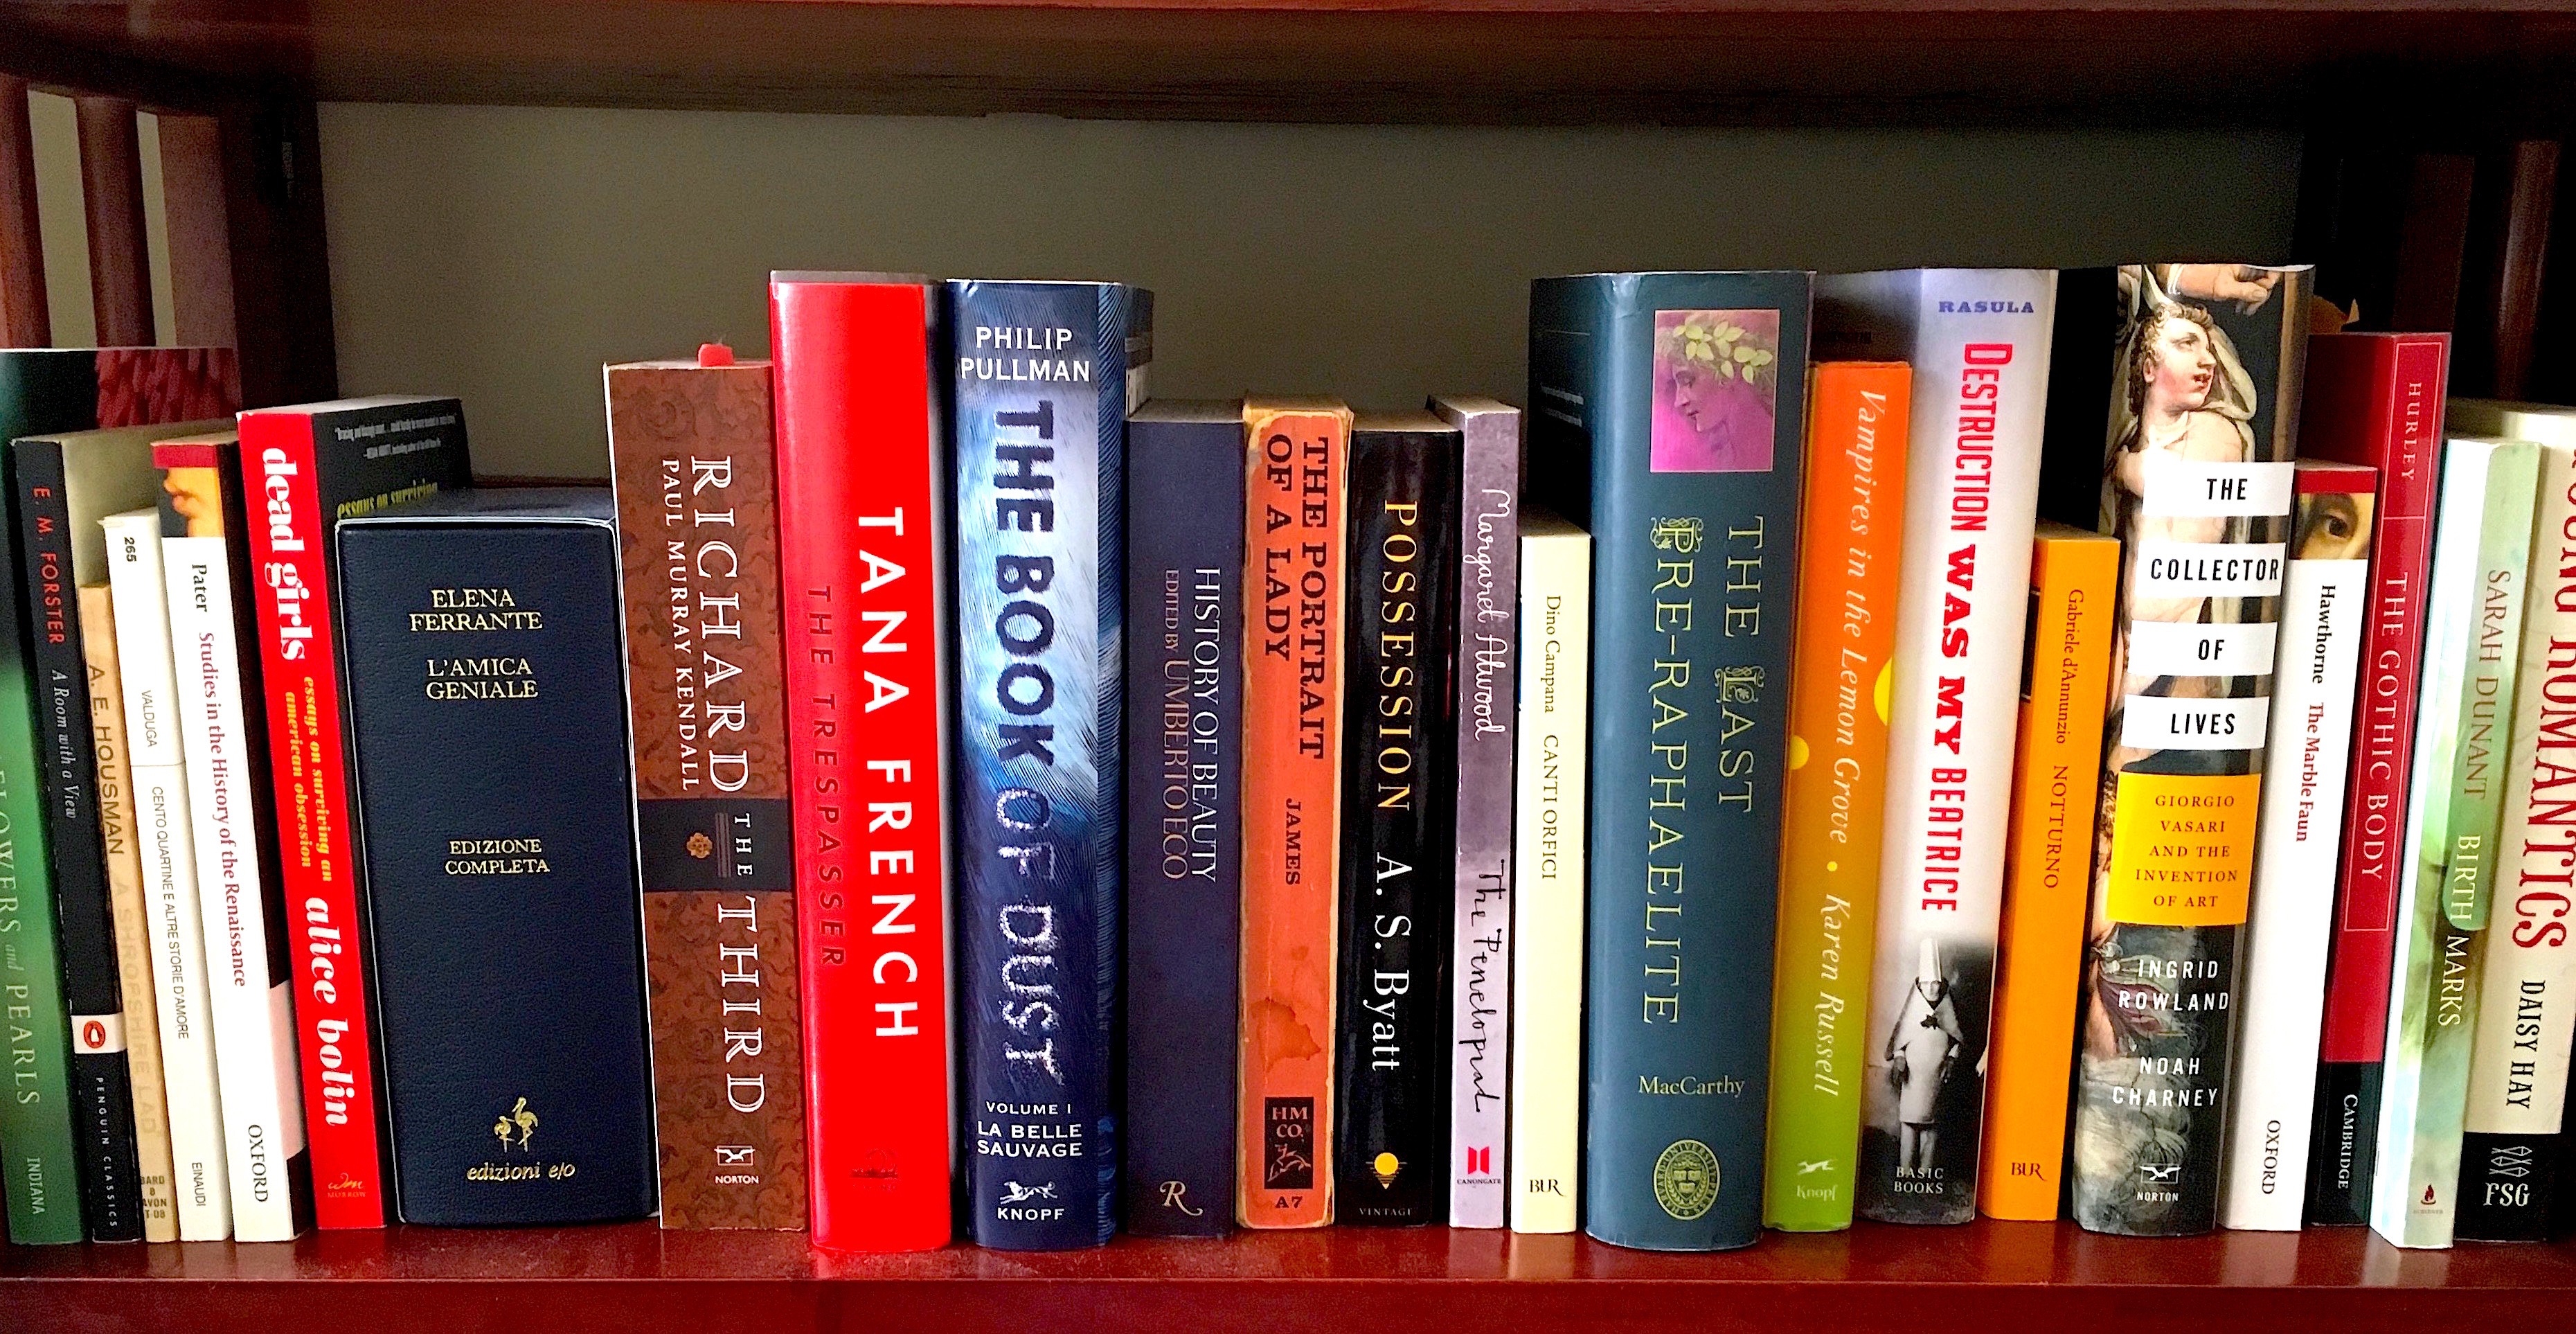 ROMANTICS DAISY HAY FSG
SARAH DUNANT BIRTH MARKS
HURLEY THE GOTHIC BODY CAMBRIDGE
Hawthorne The Marble Faun OXFORD
THE
COLLECTOR
OF
LIVES
GIORGIO
VASARI
AND THE
INVENTION
OF ART
INGRID
ROWLAND
NOAH
CHARNEY
NORTON
Gabriele d'Annunzio NOTTURNO BUR
RASULA
DESTRUCTION WAS MY BEATRICE
BASIC
BOOKS
Vampires in the Lemon Grove • Karen Russell Knopf
THE LAST
PRE-RAPHAELITE
MacCarthy
Dino Campana CANTI ORFICI BUR
Margaret Atwood The Penelopiad CANONGATE
POSSESSION A. S. Byatt VINTAGE
THE PORTRAIT
OF A LADY
JAMES
HM
CO.
A7
HISTORY OF BEAUTY
EDITED BY UMBERTO ECO
R
PHILIP
PULLMAN
THE BOOK OF DUST
VOLUME I
LA BELLE
SAUVAGE
KNOPF
TANA FRENCH
THE TRESPASSER
RICHARD THE THIRD
PAUL MURRAY KENDALL
NORTON
ELENA
FERRANTE
L'AMICA
GENIALE
EDIZIONE
COMPLETA
edizioni e/o
dead girls
essays on surviving an
american obsession
alice bolin
Pater Studies in the History of the Renaissance OXFORD
265 VALDUGA CENTO QUARTINE E ALTRE STORIE D'AMORE EINAUDI
A. E. HOUSMAN A SHROPSHIRE LAD
E. M. FORSTER A Room with a View PENGUIN CLASSICS
and PEARLS INDIANA